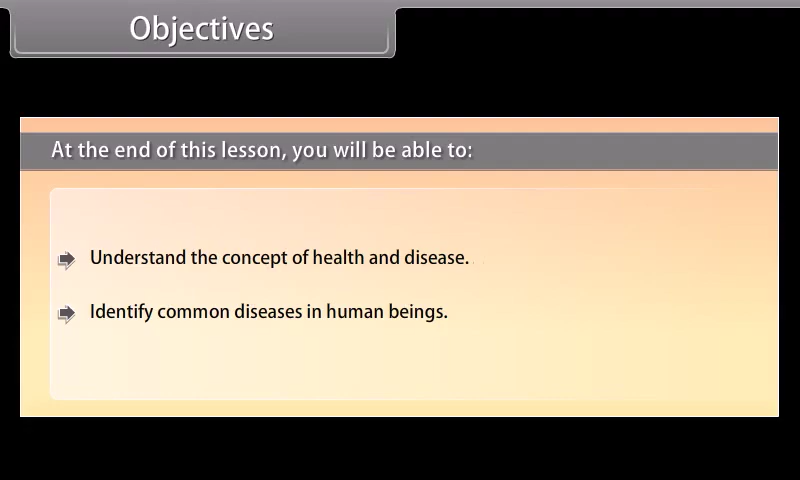 Objectives
At the end of this lesson, you will be able to:
Understand the concept of health and disease.
Identify common diseases in human beings.